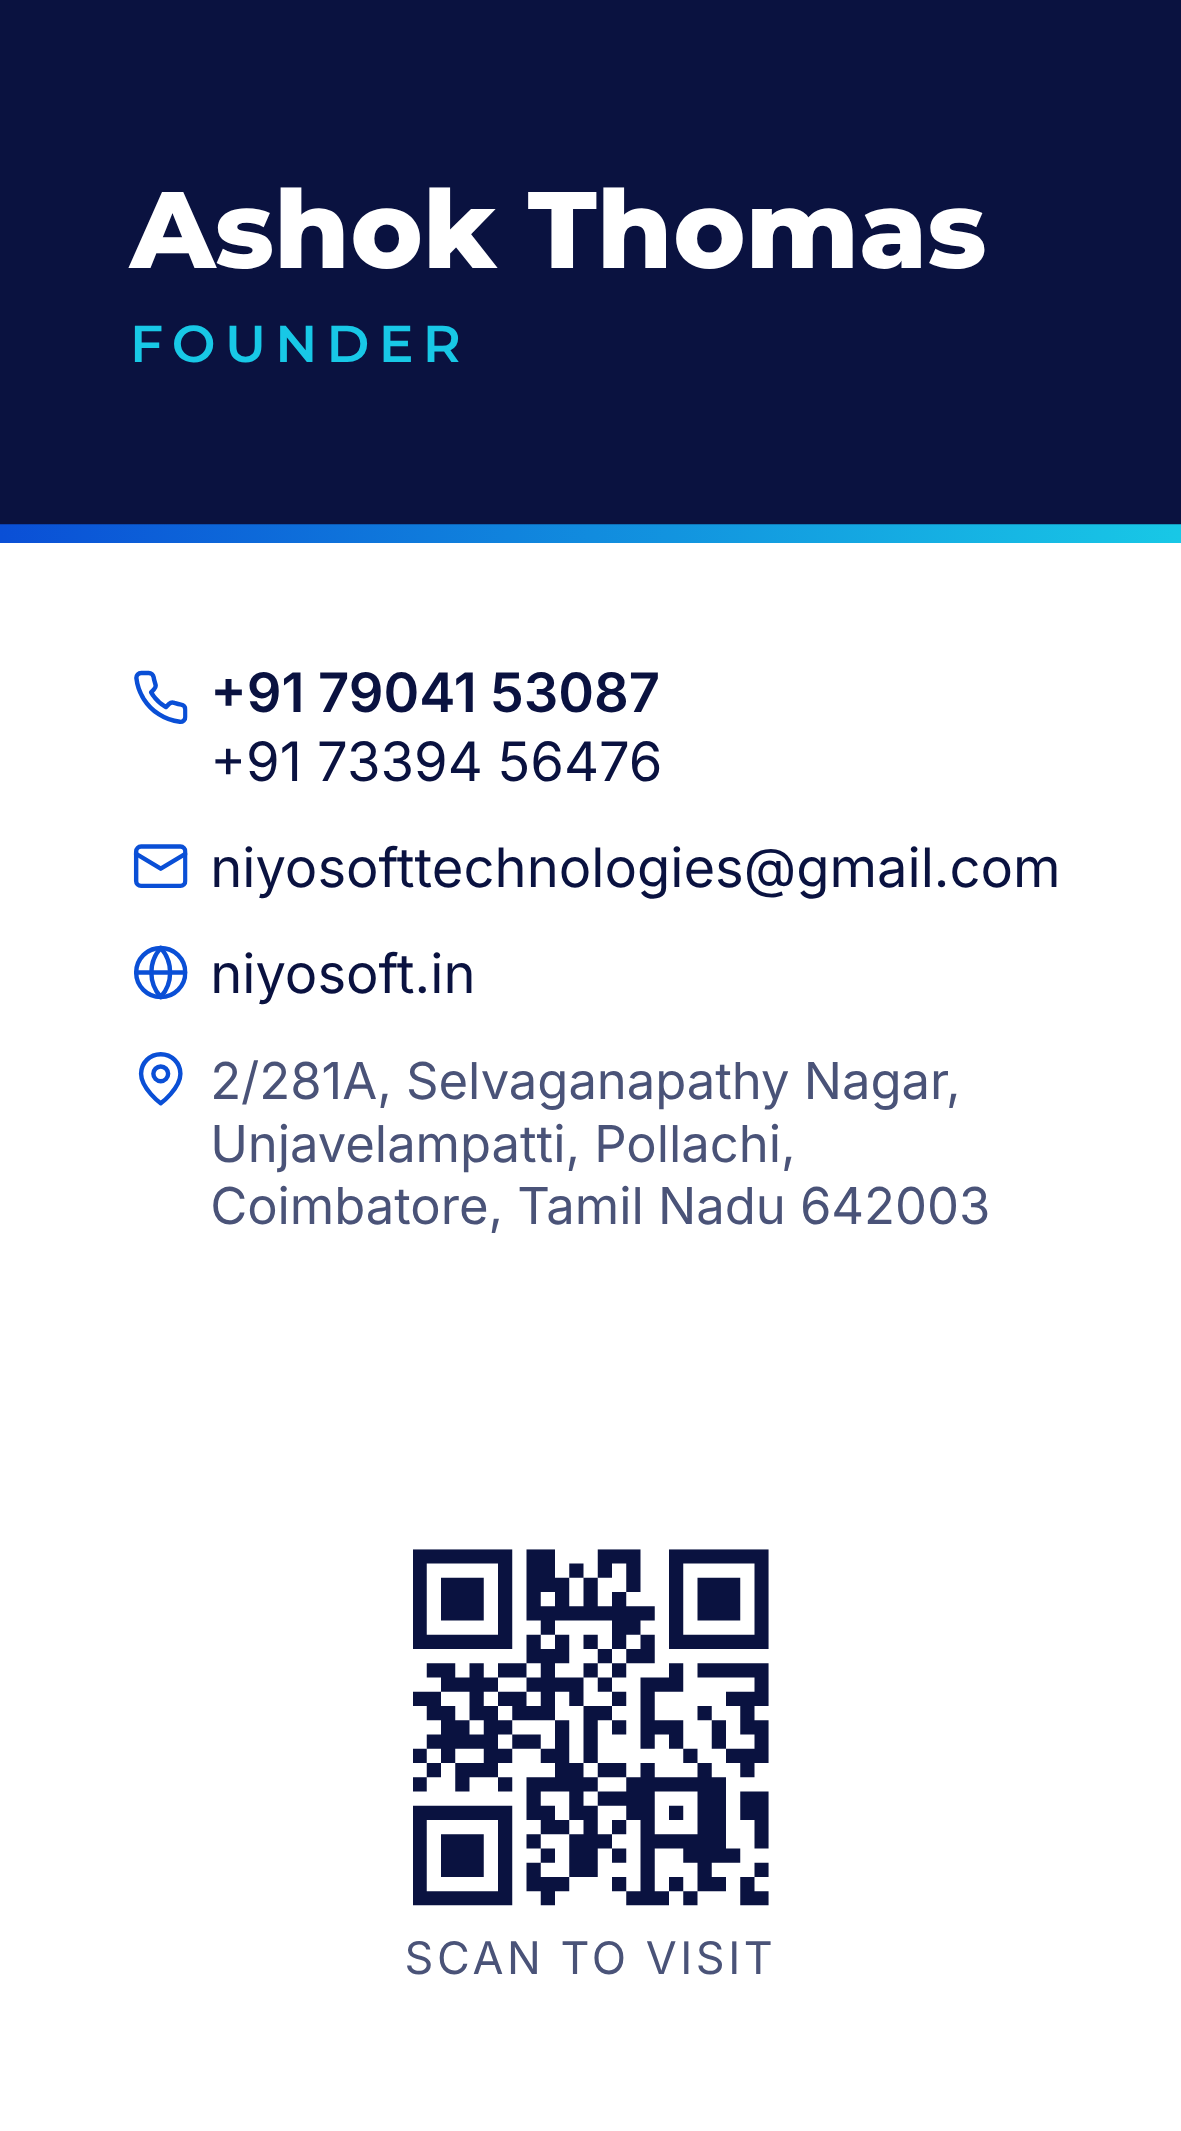 Ashok Thomas
FOUNDER
+91 79041 53087
+91 73394 56476
niyosofttechnologies@gmail.com
niyosoft.in
2/281A, Selvaganapathy Nagar,
Unjavelampatti, Pollachi,
Coimbatore, Tamil Nadu 642003
SCAN TO VISIT